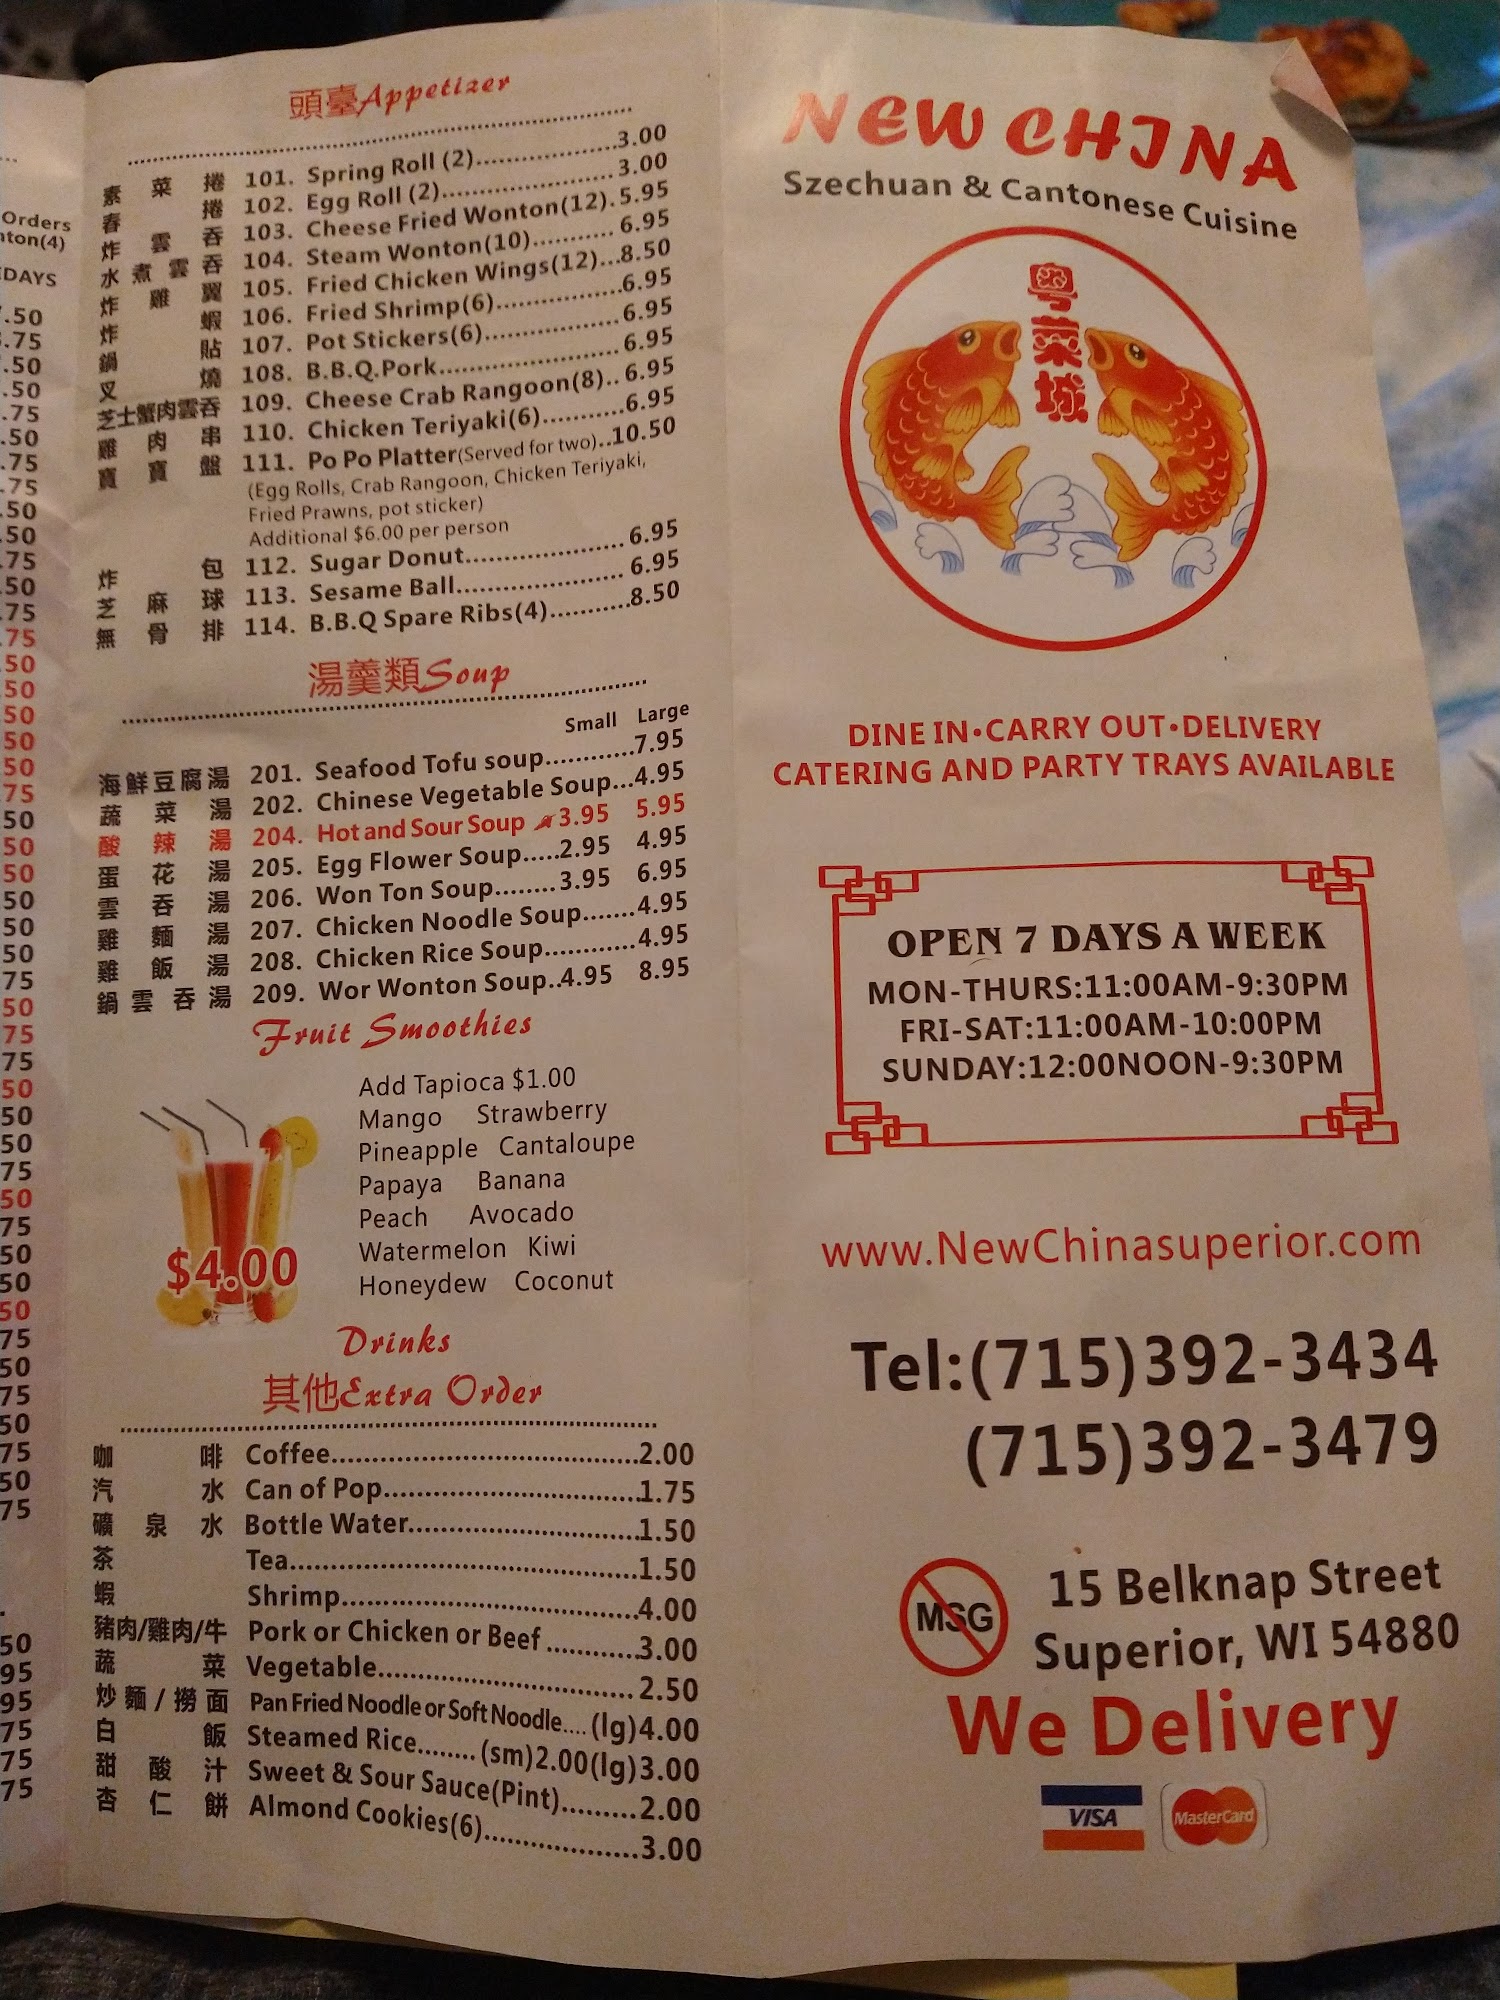 Orders
nton(4)
IDAYS
頭臺Appetizer
素菜捲 101. Spring Roll (2)..................3.00
春捲 102. Egg Roll (2)......................3.00
炸雲吞 103. Cheese Fried Wonton(12).5.95
水煮雲吞 104. Steam Wonton(10)..........6.95
炸雞翼 105. Fried Chicken Wings(12)...8.50
炸蝦 106. Fried Shrimp(6)................6.95
鍋貼 107. Pot Stickers(6)..................6.95
叉燒 108. B.B.Q.Pork.......................6.95
芝士蟹肉雲吞 109. Cheese Crab Rangoon(8)..6.95
雞肉串 110. Chicken Teriyaki(6)...........6.95
寶寶盤 111. Po Po Platter(Served for two)..10.50
(Egg Rolls, Crab Rangoon, Chicken Teriyaki,
Fried Prawns, pot sticker)
Additional $6.00 per person
炸包 112. Sugar Donut....................6.95
芝麻球 113. Sesame Ball.....................6.95
無骨排 114. B.B.Q Spare Ribs(4)...........8.50
湯羹類Soup
Small Large
海鮮豆腐湯 201. Seafood Tofu soup............7.95
蔬菜湯 202. Chinese Vegetable Soup...4.95
酸辣湯 204. Hot and Sour Soup 3.95 5.95
蛋花湯 205. Egg Flower Soup.....2.95 4.95
雲吞湯 206. Won Ton Soup........3.95 6.95
雞麵湯 207. Chicken Noodle Soup.......4.95
雞飯湯 208. Chicken Rice Soup............4.95
鍋雲吞湯 209. Wor Wonton Soup..4.95 8.95
Fruit Smoothies
Add Tapioca $1.00
Mango Strawberry
Pineapple Cantaloupe
Papaya Banana
Peach Avocado
Watermelon Kiwi
Honeydew Coconut
$4.00
Drinks
其他Extra Order
咖啡 Coffee....................................2.00
汽水 Can of Pop..............................1.75
礦泉水 Bottle Water...........................1.50
茶 Tea..........................................1.50
蝦 Shrimp....................................4.00
豬肉/雞肉/牛 Pork or Chicken or Beef...........3.00
蔬菜 Vegetable..............................2.50
炒麵/撈面 Pan Fried Noodle or Soft Noodle....(lg)4.00
白飯 Steamed Rice........(sm)2.00(lg)3.00
甜酸汁 Sweet & Sour Sauce(Pint).........2.00
杏仁餅 Almond Cookies(6)..................3.00
NEW CHINA
Szechuan & Cantonese Cuisine
粵菜城
DINE IN•CARRY OUT•DELIVERY
CATERING AND PARTY TRAYS AVAILABLE
OPEN 7 DAYS A WEEK
MON-THURS:11:00AM-9:30PM
FRI-SAT:11:00AM-10:00PM
SUNDAY:12:00NOON-9:30PM
www.NewChinasuperior.com
Tel:(715)392-3434
(715)392-3479
MSG
15 Belknap Street
Superior, WI 54880
We Delivery
VISA MasterCard